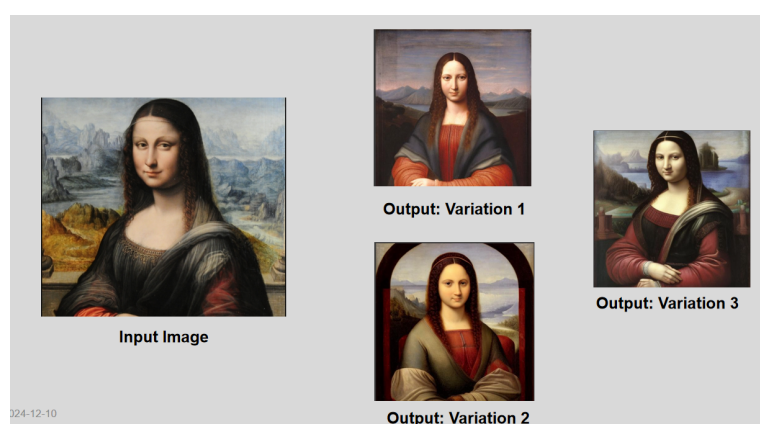 Output: Variation 1
Output: Variation 3
Input Image
024-12-10
Output: Variation 2